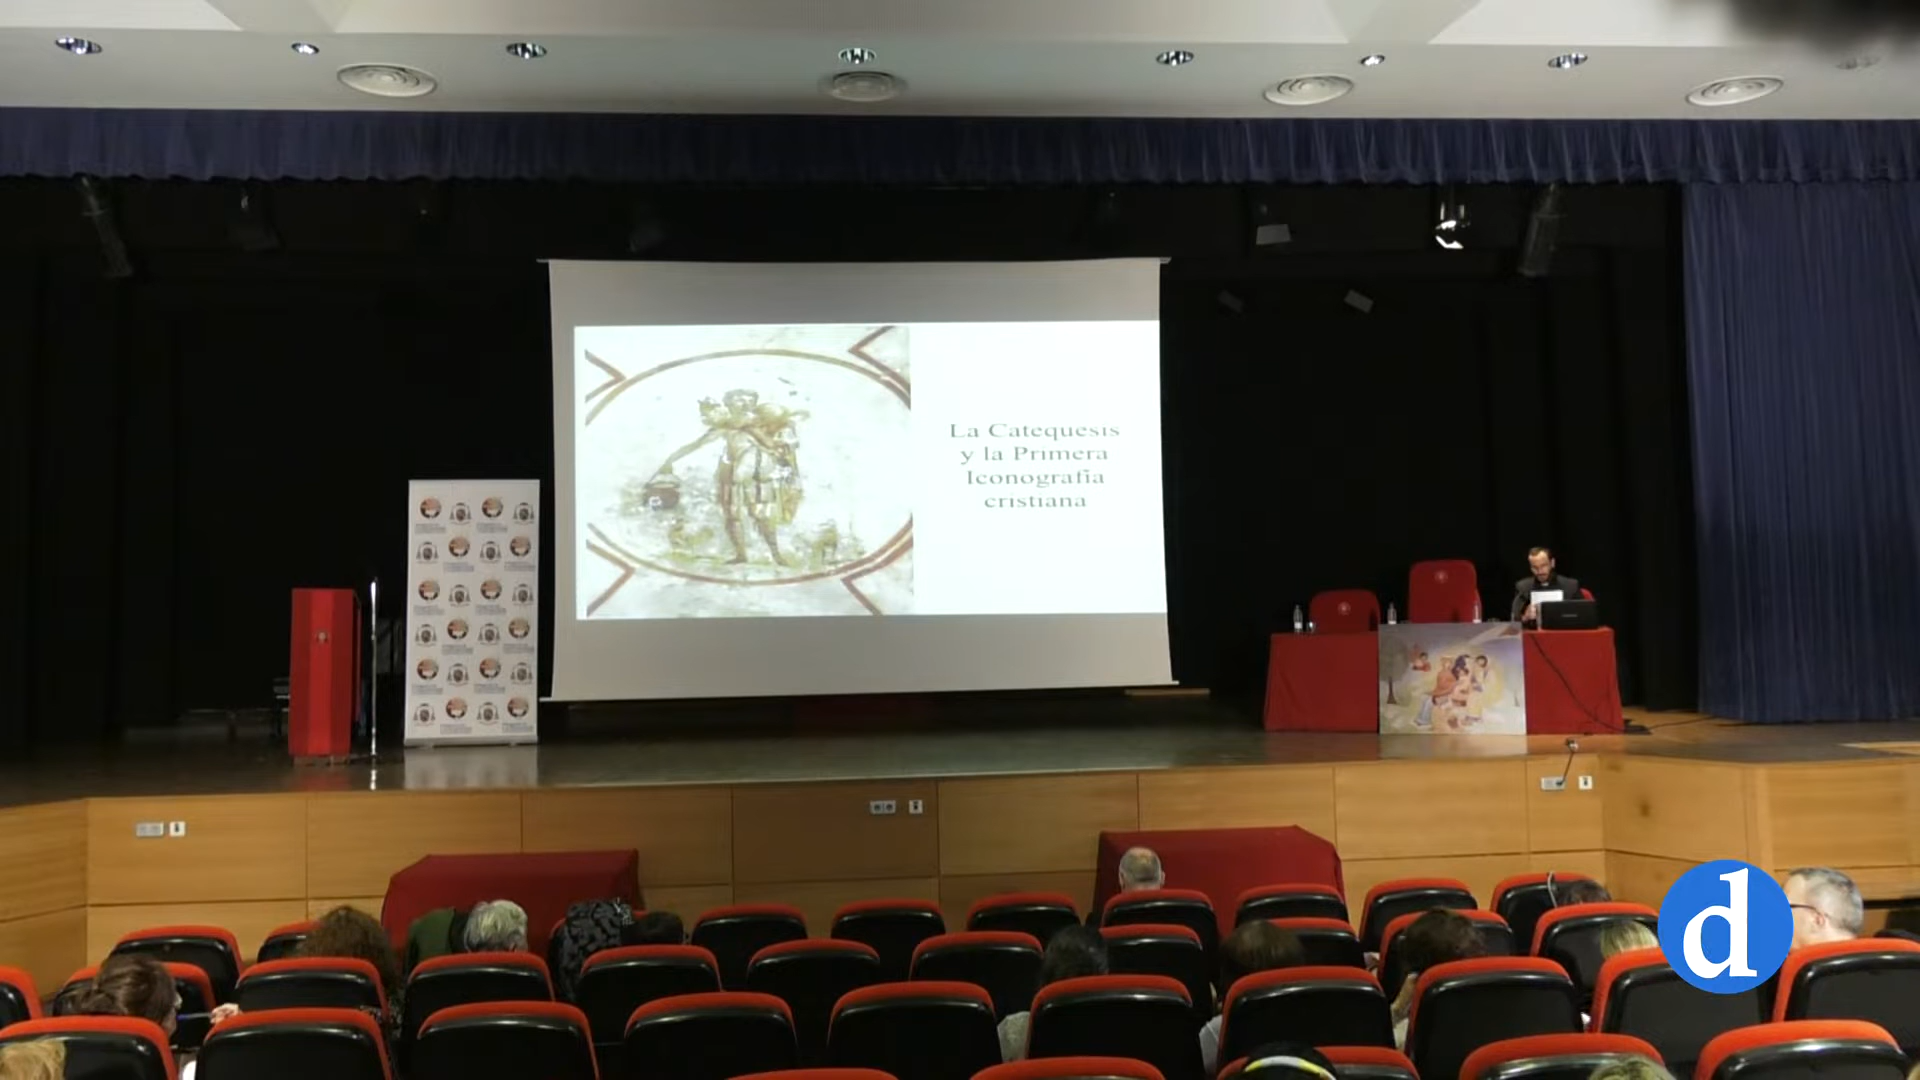 La Catequesis
y la Primera
Iconografía
cristiana
d